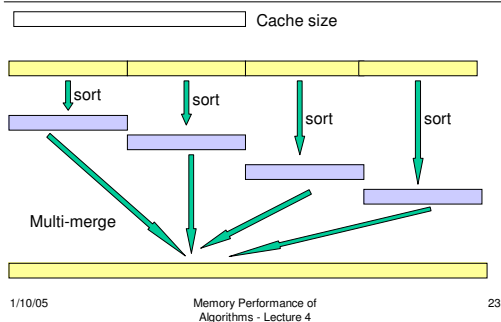 Cache size
sort
sort
sort
sort
Multi-merge
1/10/05
Memory Performance of
Algorithms - Lecture 4
23